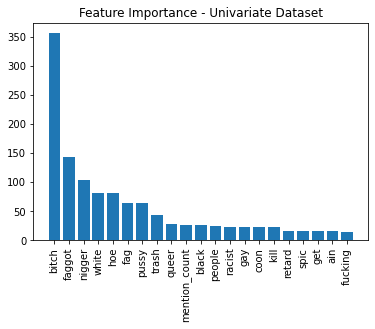 Feature Importance - Univariate Dataset
350
300
250
200
150
100
50
0
bitch
faggot
nigger
white
hoe
fag
pussy
trash
queer
mention_count
black
people
racist
gay
coon
kill
retard
spic
get
ain
fucking